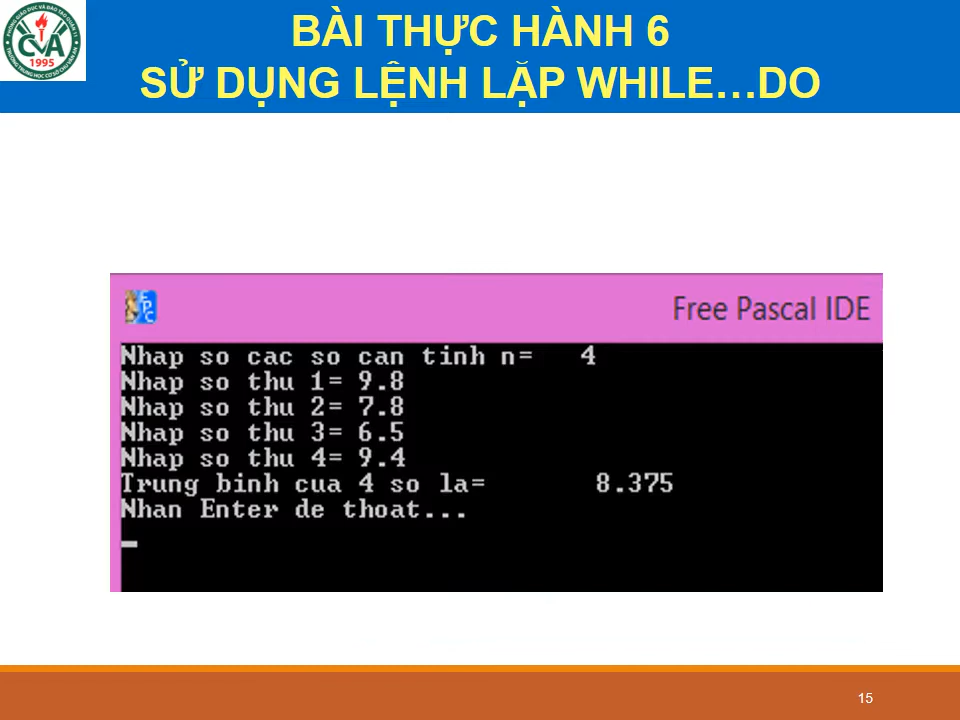 BÀI THỰC HÀNH 6
SỬ DỤNG LỆNH LẶP WHILE...DO
CVA
1995
Free Pascal IDE
Nhap so cac so can tinh n= 4
Nhap so thu 1= 9.8
Nhap so thu 2= 7.8
Nhap so thu 3= 6.5
Nhap so thu 4= 9.4
Trung binh cua 4 so la= 8.375
Nhan Enter de thoat...
15